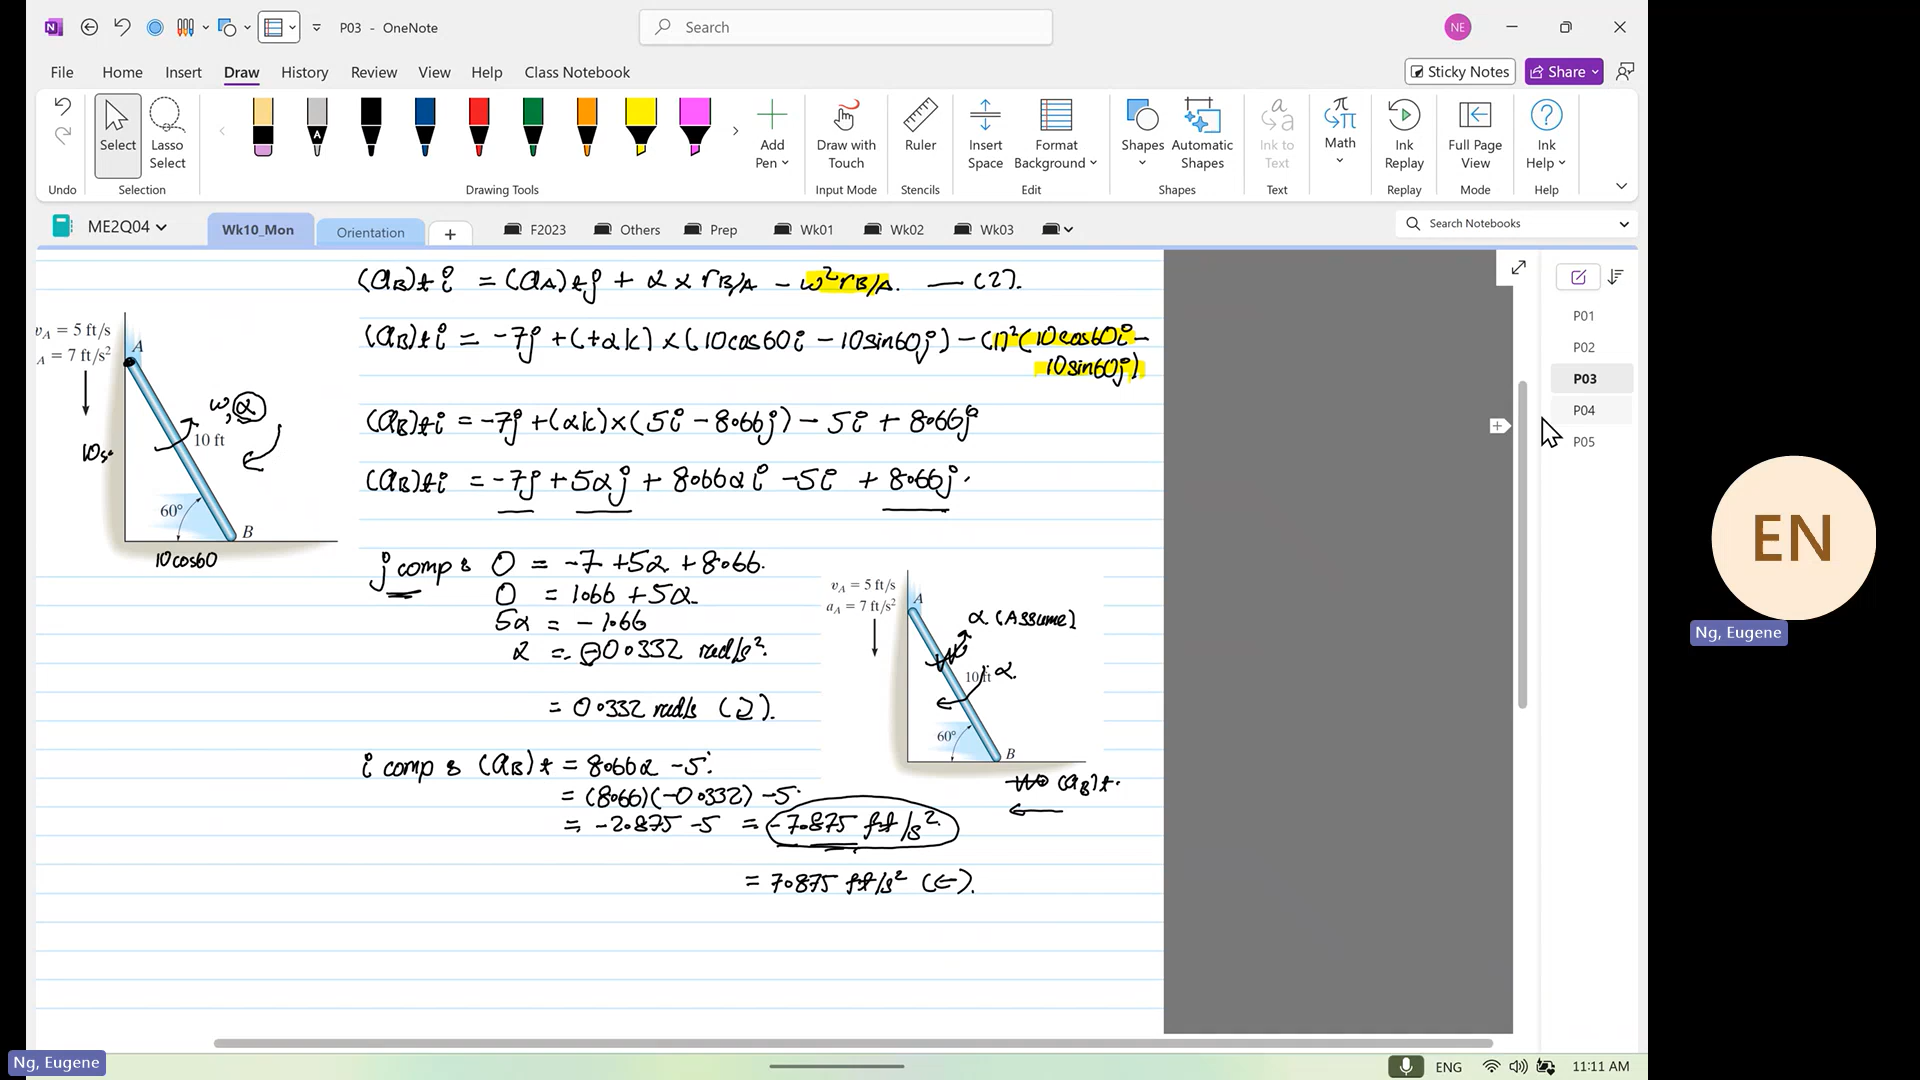 P03 - OneNote
Search
NE
File Home Insert Draw History Review View Help Class Notebook
Sticky Notes
Share
Undo
Select
Lasso Select
Selection
Drawing Tools
Add Pen
Draw with Touch
Input Mode
Ruler
Stencils
Insert Space
Format Background
Edit
Shapes
Automatic Shapes
Shapes
Ink to Text
Text
Math
Ink Replay
Replay
Full Page View
Mode
Ink Help
Help
ME2Q04
Wk10_Mon
Orientation
F2023
Others
Prep
Wk01
Wk02
Wk03
Search Notebooks
P01
P02
P03
P04
P05
(aB)t i = (aA)t j + α × rB/A - ω² rB/A. — (2).
(aB)t i = -7j + (+αk) × (10cos60i - 10sin60j) - (1)²(10cos60i -
10sin60j)
(aB)t i = -7j + (αk) × (5i - 8.66j) - 5i + 8.66j
(aB)t i = -7j + 5αj + 8.66αi - 5i + 8.66j.
vA = 5 ft/s
A = 7 ft/s²
A
ω, α
10 ft
60°
B
10cos60
j comp : 0 = -7 + 5α + 8.66.
0 = 1.66 + 5α
5α = -1.66
α = -0.332 rad/s².
= 0.332 rad/s (
).
i comp : (aB)t = 8.66α - 5.
= (8.66)(-0.332) - 5.
= -2.875 - 5 = -7.875 ft/s².
= 7.875 ft/s² (←).
vA = 5 ft/s
aA = 7 ft/s²
A
α (Assume)
10 ft
α.
60°
B
(aB)t.
EN
Ng, Eugene
Ng, Eugene
ENG
11:11 AM